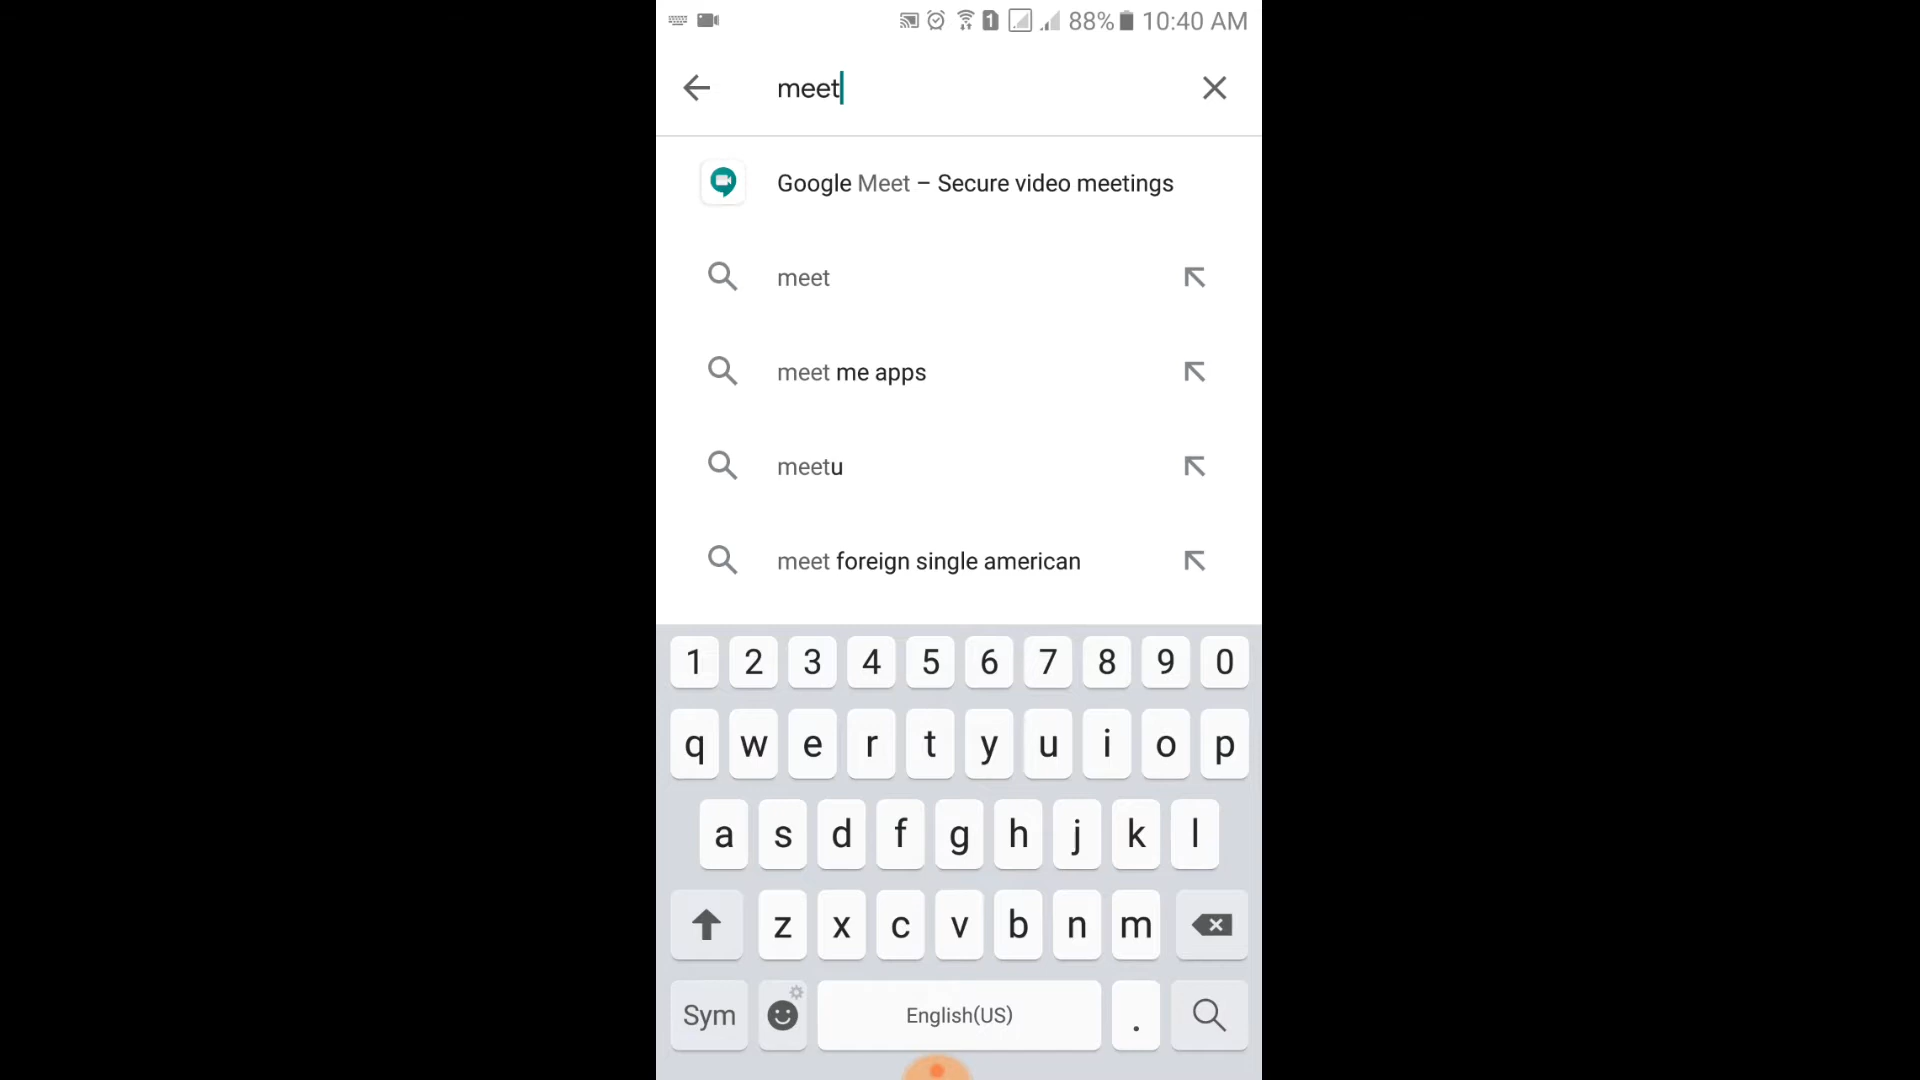 1 88% 10:40 AM
meet
Google Meet – Secure video meetings
meet
meet me apps
meetu
meet foreign single american
1 2 3 4 5 6 7 8 9 0
q w e r t y u i o p
a s d f g h j k l
z x c v b n m
Sym English(US) .